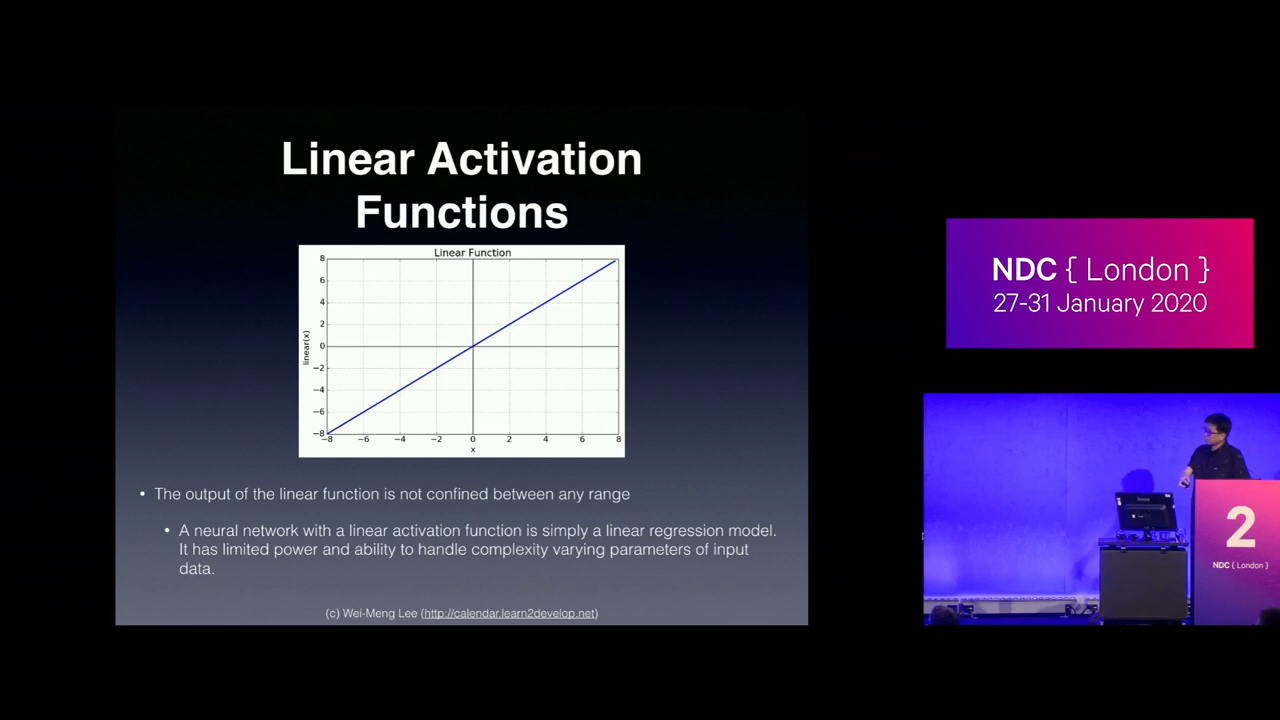 Linear Activation
Functions
Linear Function
8
6
4
2
0
−2
−4
−6
−8
linear(x)
−8 −6 −4 −2 0 2 4 6 8
x
• The output of the linear function is not confined between any range
• A neural network with a linear activation function is simply a linear regression model.
It has limited power and ability to handle complexity varying parameters of input
data.
(c) Wei-Meng Lee (http://calendar.learn2develop.net)
NDC { London }
27-31 January 2020
2
NDC { London }